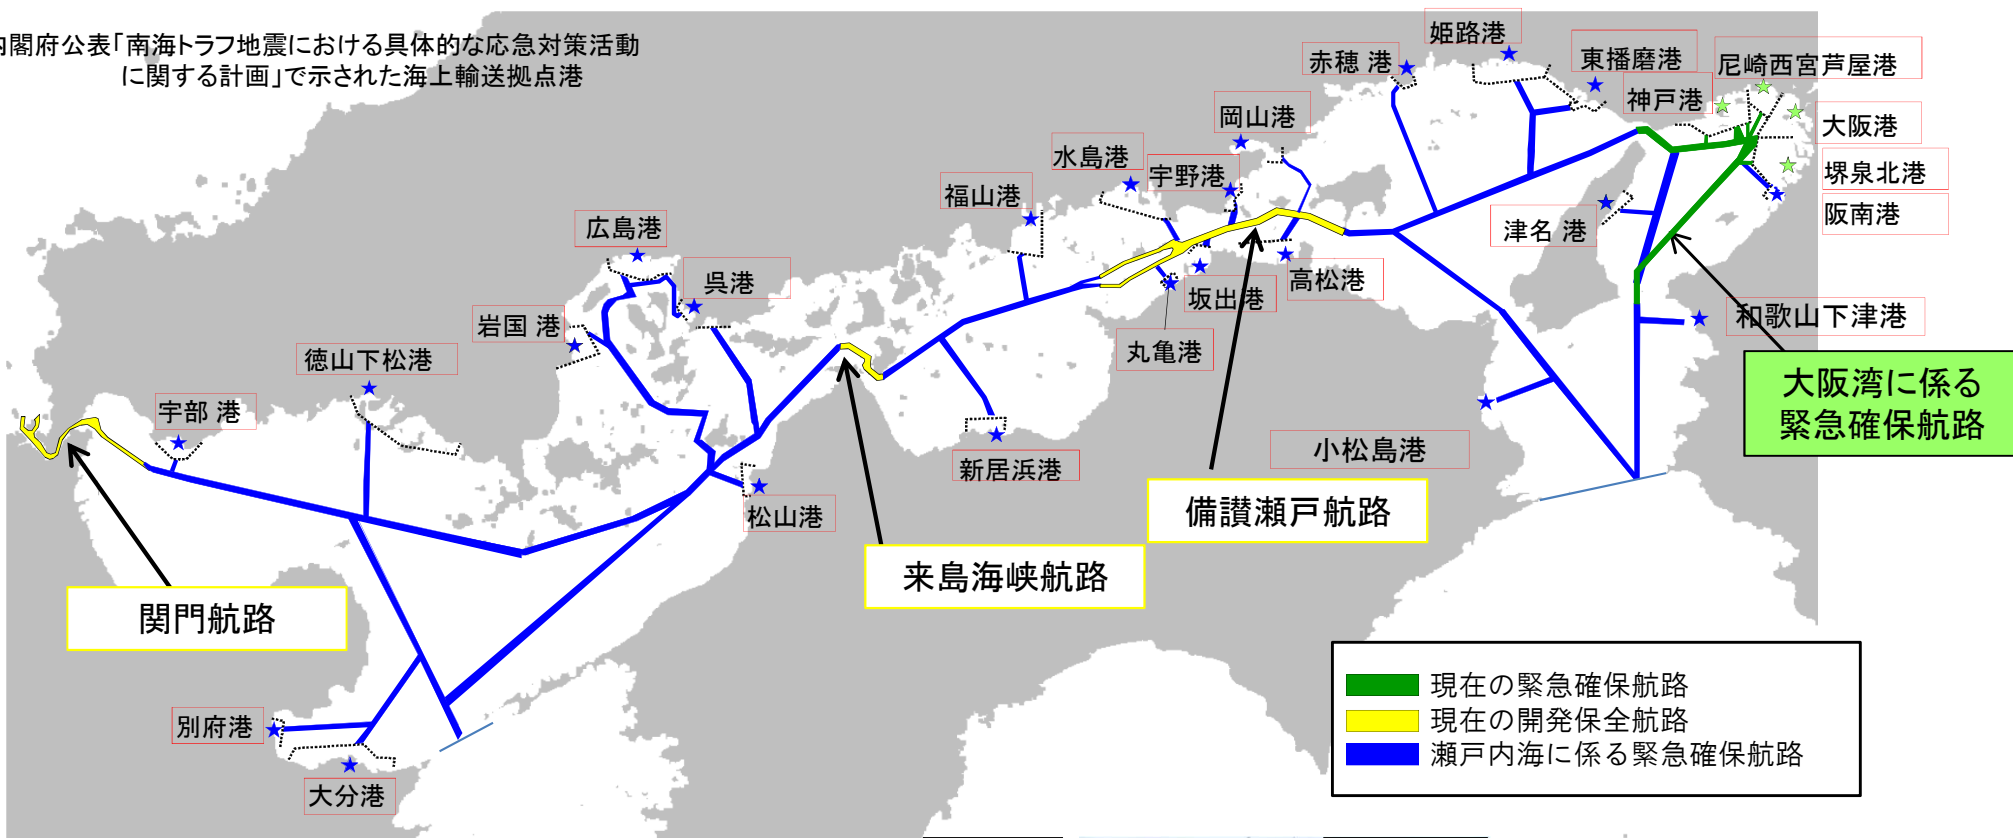 内閣府公表「南海トラフ地震における具体的な応急対策活動
に関する計画」で示された海上輸送拠点港
姫路港
赤穂 港
東播磨港
尼崎西宮芦屋港
神戸港
大阪港
岡山港
水島港
宇野港
堺泉北港
福山港
阪南港
津名 港
広島港
呉港
高松港
坂出港
岩国 港
和歌山下津港
丸亀港
徳山下松港
大阪湾に係る
緊急確保航路
宇部 港
小松島港
新居浜港
備讃瀬戸航路
松山港
来島海峡航路
関門航路
現在の緊急確保航路
現在の開発保全航路
瀬戸内海に係る緊急確保航路
別府港
大分港